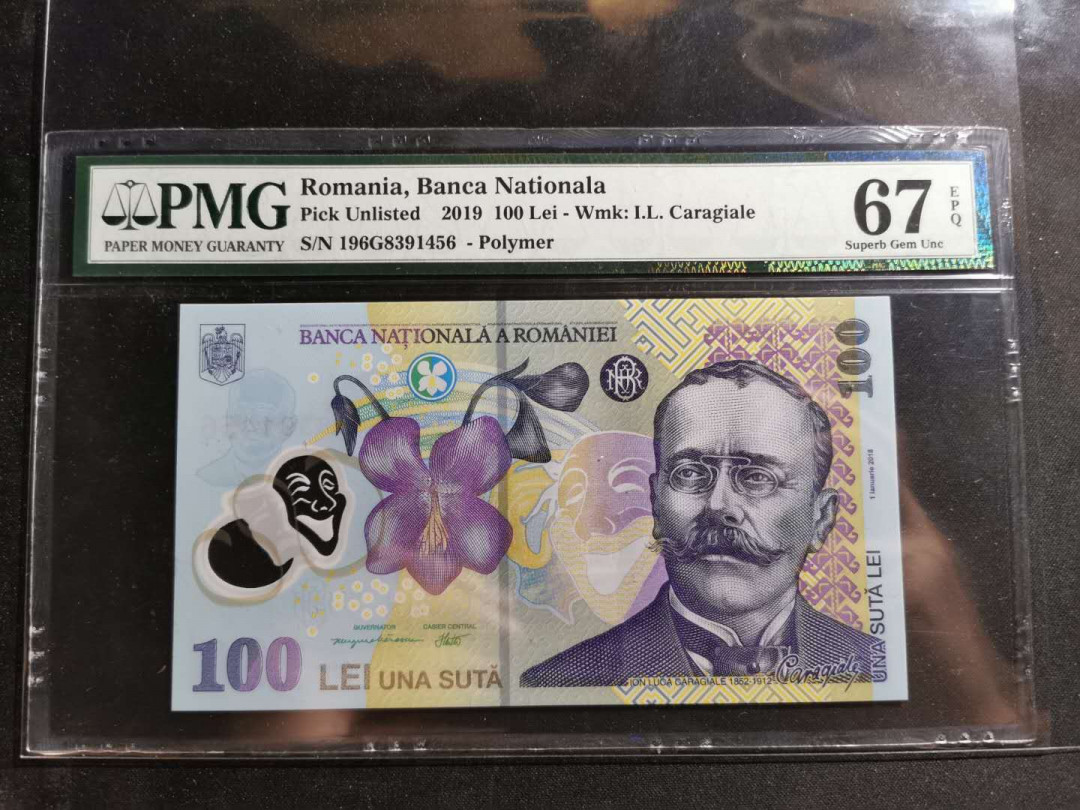 PMG
PAPER MONEY GUARANTY
Romania, Banca Nationala
Pick Unlisted 2019 100 Lei - Wmk: I.L. Caragiale
S/N 196G8391456 - Polymer
67
EPQ
Superb Gem Unc
BANCA NAȚIONALĂ A ROMÂNIEI
100
BNR
1 ianuarie 2018
UNA SUTĂ LEI
GUVERNATOR CASIER CENTRAL
100 LEI UNA SUTĂ
ION LUCA CARAGIALE 1852-1912
Caragiale